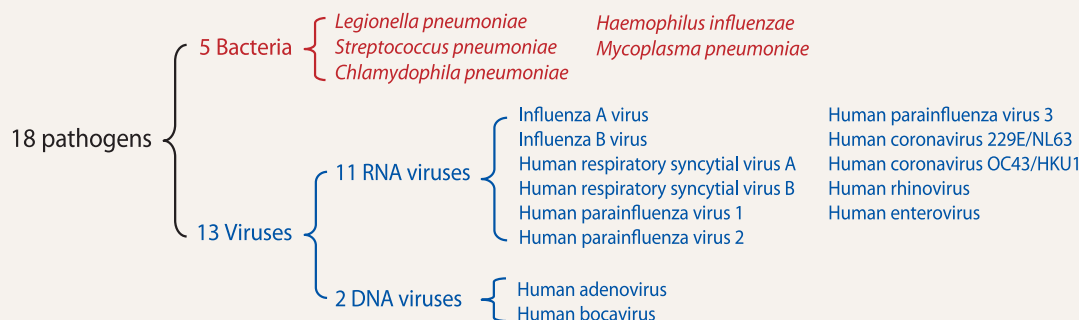 18 pathogens
5 Bacteria
Legionella pneumoniae
Streptococcus pneumoniae
Chlamydophila pneumoniae
Haemophilus influenzae
Mycoplasma pneumoniae
13 Viruses
11 RNA viruses
Influenza A virus
Influenza B virus
Human respiratory syncytial virus A
Human respiratory syncytial virus B
Human parainfluenza virus 1
Human parainfluenza virus 2
Human parainfluenza virus 3
Human coronavirus 229E/NL63
Human coronavirus OC43/HKU1
Human rhinovirus
Human enterovirus
2 DNA viruses
Human adenovirus
Human bocavirus